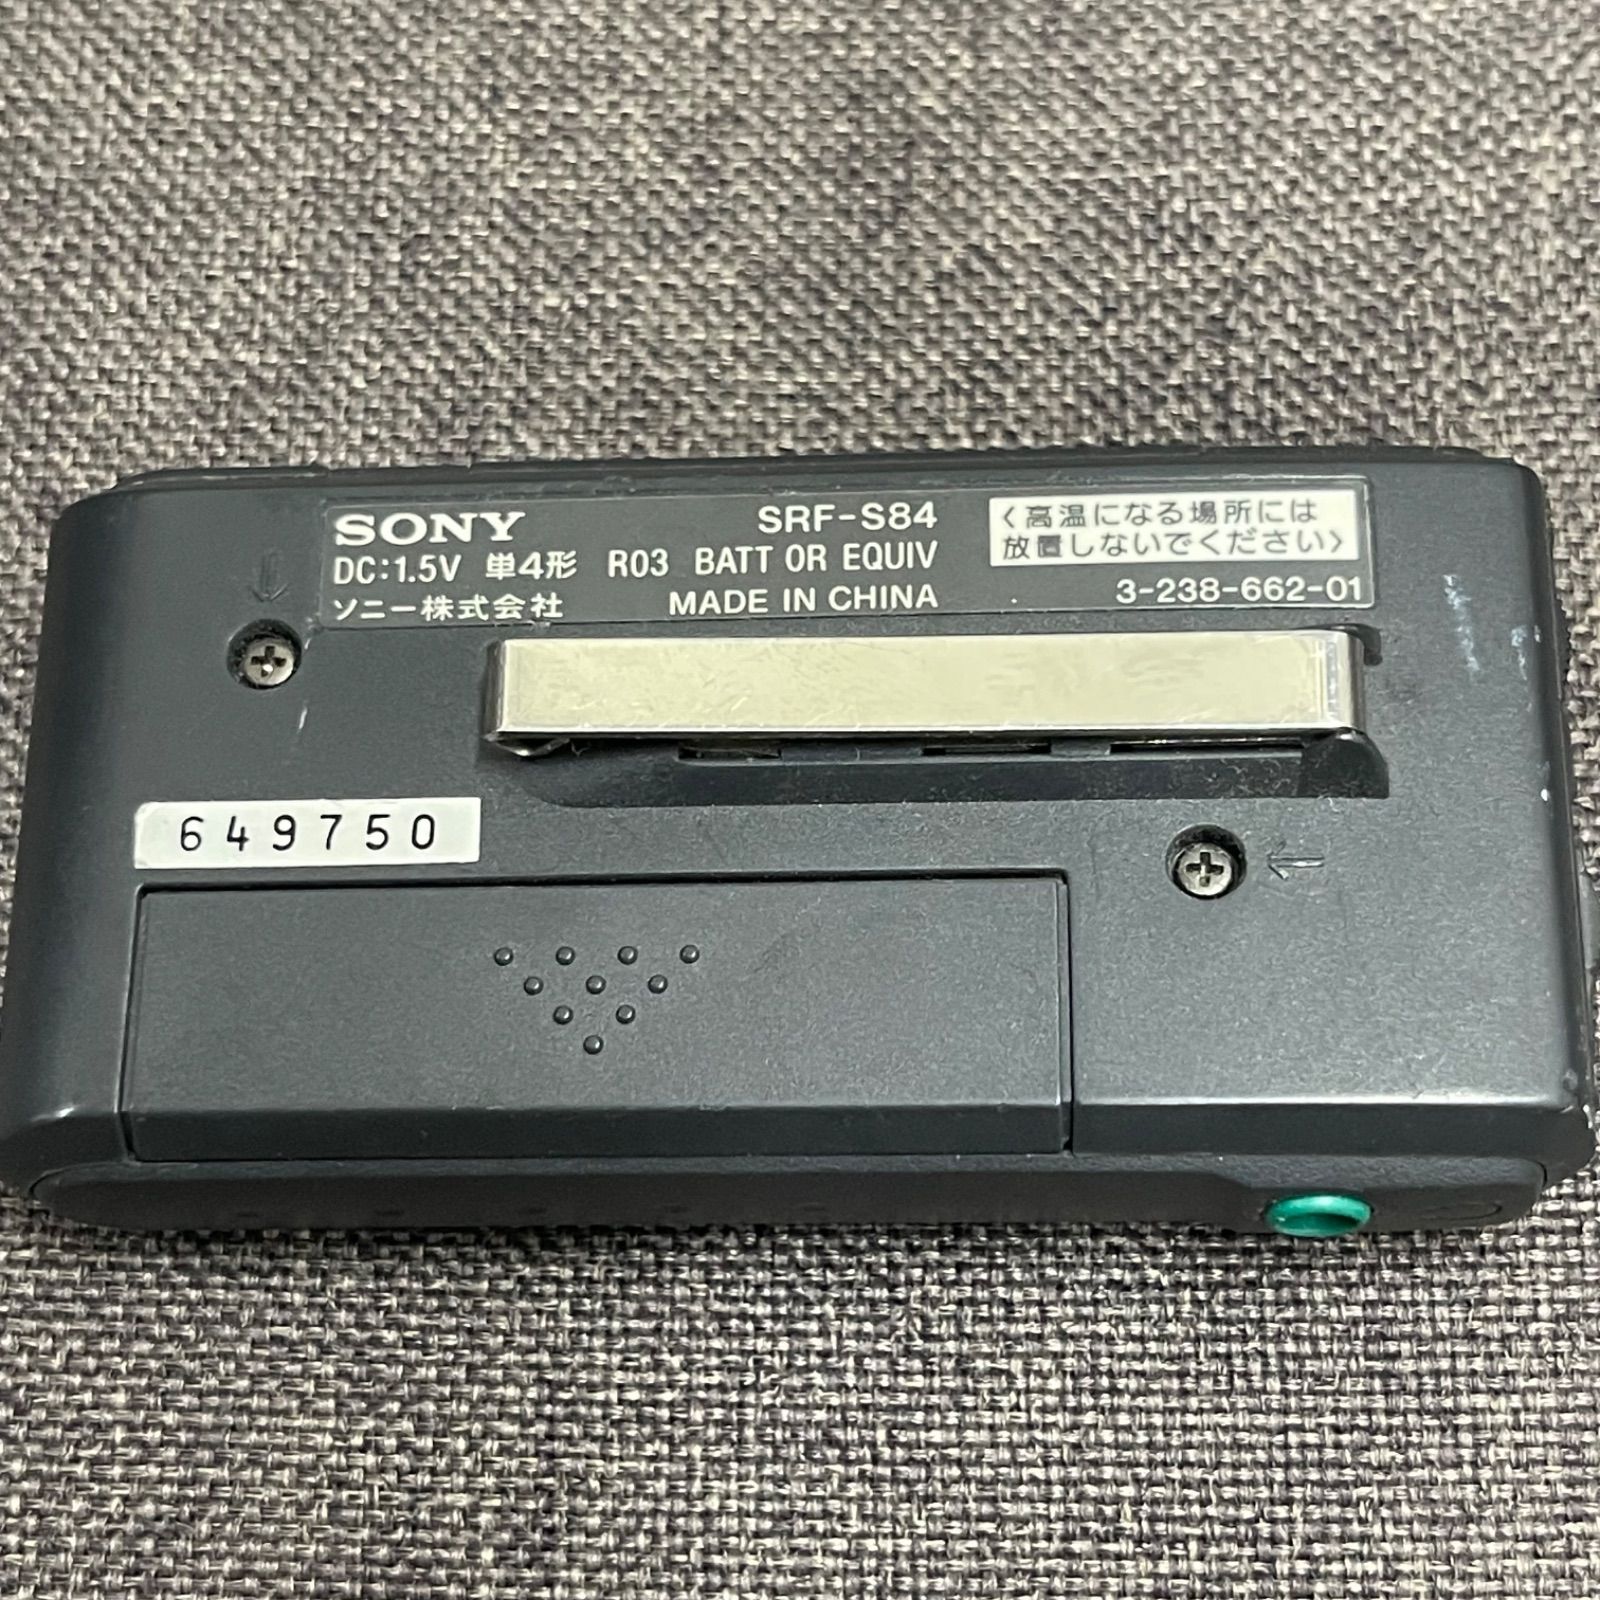 SONY SRF-S84
DC:1.5V 単4形 R03 BATT OR EQUIV
ソニー株式会社 MADE IN CHINA
<高温になる場所には
放置しないでください>
3-238-662-01
649750